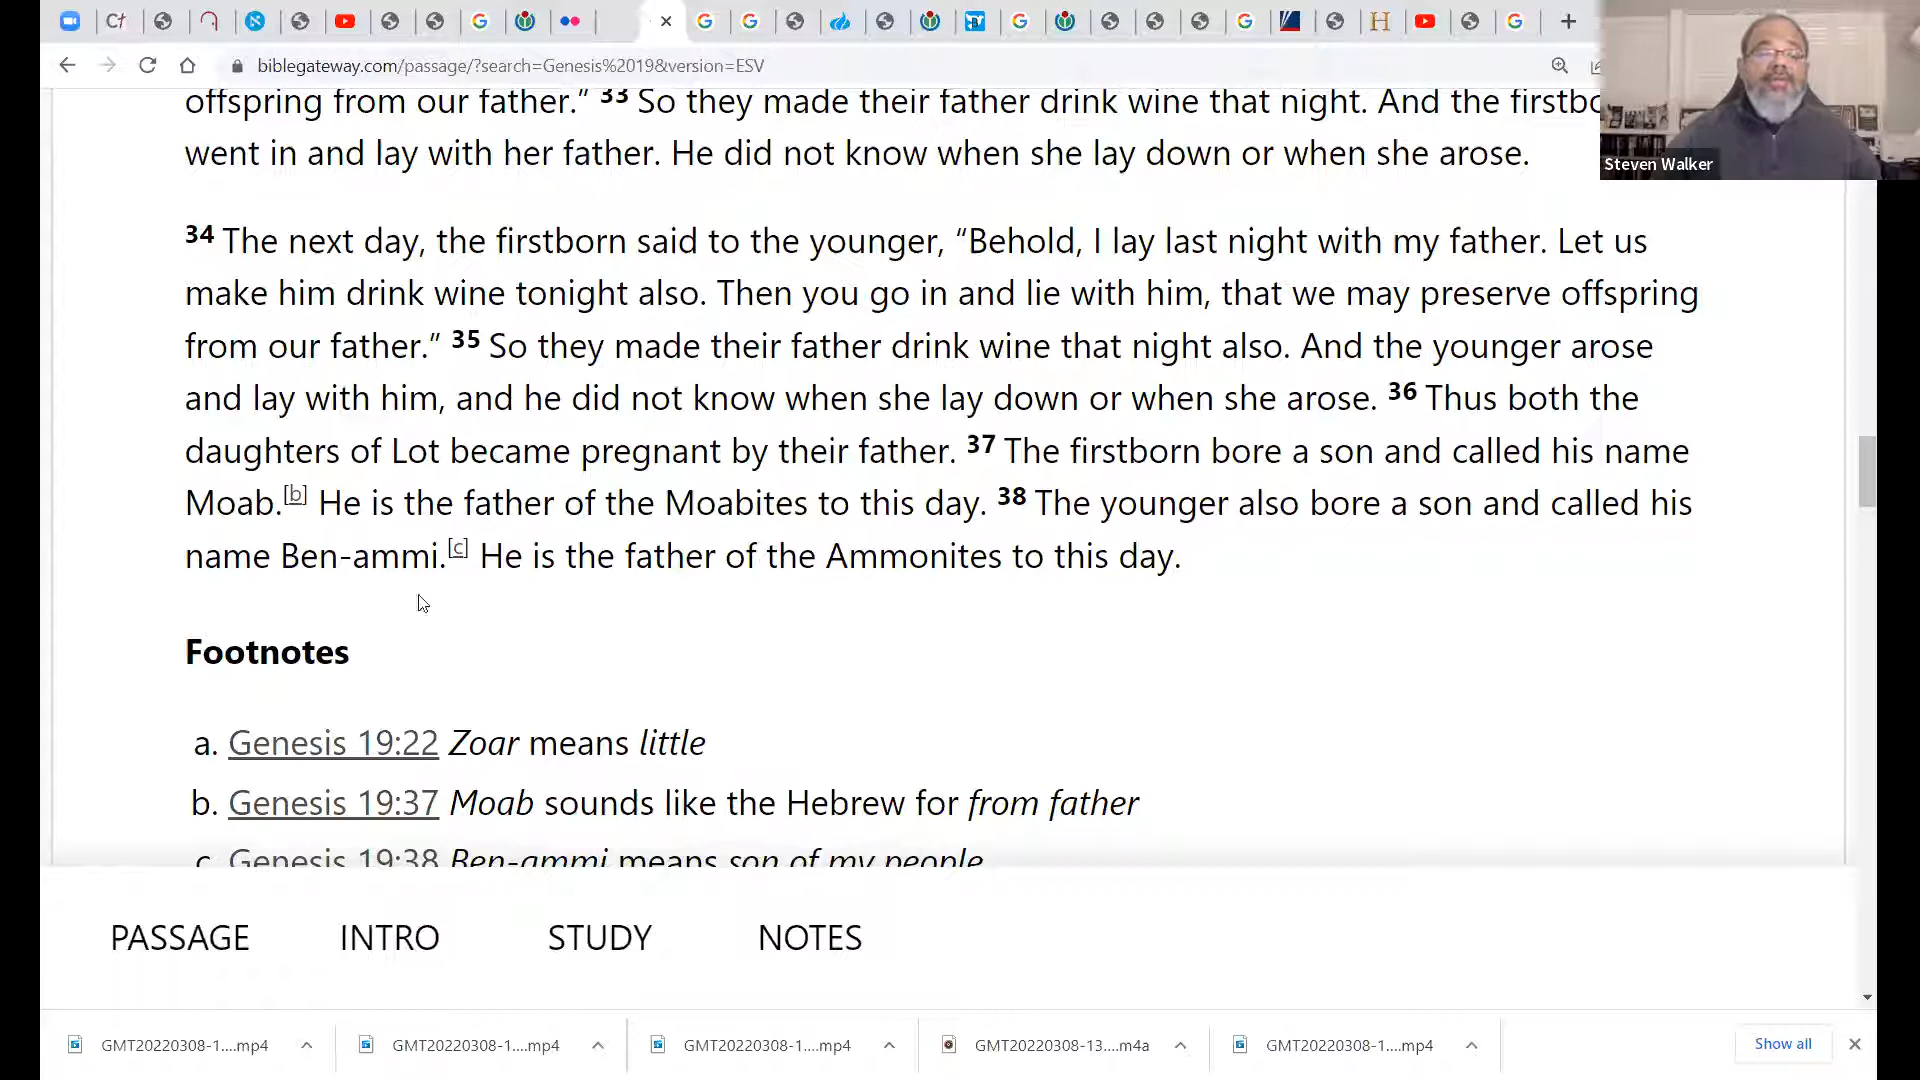 Ct
biblegateway.com/passage/?search=Genesis%2019&version=ESV
Steven Walker
offspring from our father.” 33 So they made their father drink wine that night. And the
went in and lay with her father. He did not know when she lay down or when she arose.
34 The next day, the firstborn said to the younger, “Behold, I lay last night with my father. Let us
make him drink wine tonight also. Then you go in and lie with him, that we may preserve offspring
from our father.” 35 So they made their father drink wine that night also. And the younger arose
and lay with him, and he did not know when she lay down or when she arose. 36 Thus both the
daughters of Lot became pregnant by their father. 37 The firstborn bore a son and called his name
Moab.[b] He is the father of the Moabites to this day. 38 The younger also bore a son and called his
name Ben-ammi.[c] He is the father of the Ammonites to this day.
Footnotes
a. Genesis 19:22 Zoar means little
b. Genesis 19:37 Moab sounds like the Hebrew for from father
c. Genesis 19:38 Ben-ammi means son of my people
PASSAGE INTRO STUDY NOTES
GMT20220308-1....mp4 GMT20220308-1....mp4 GMT20220308-1....mp4 GMT20220308-13....m4a GMT20220308-1....mp4 Show all